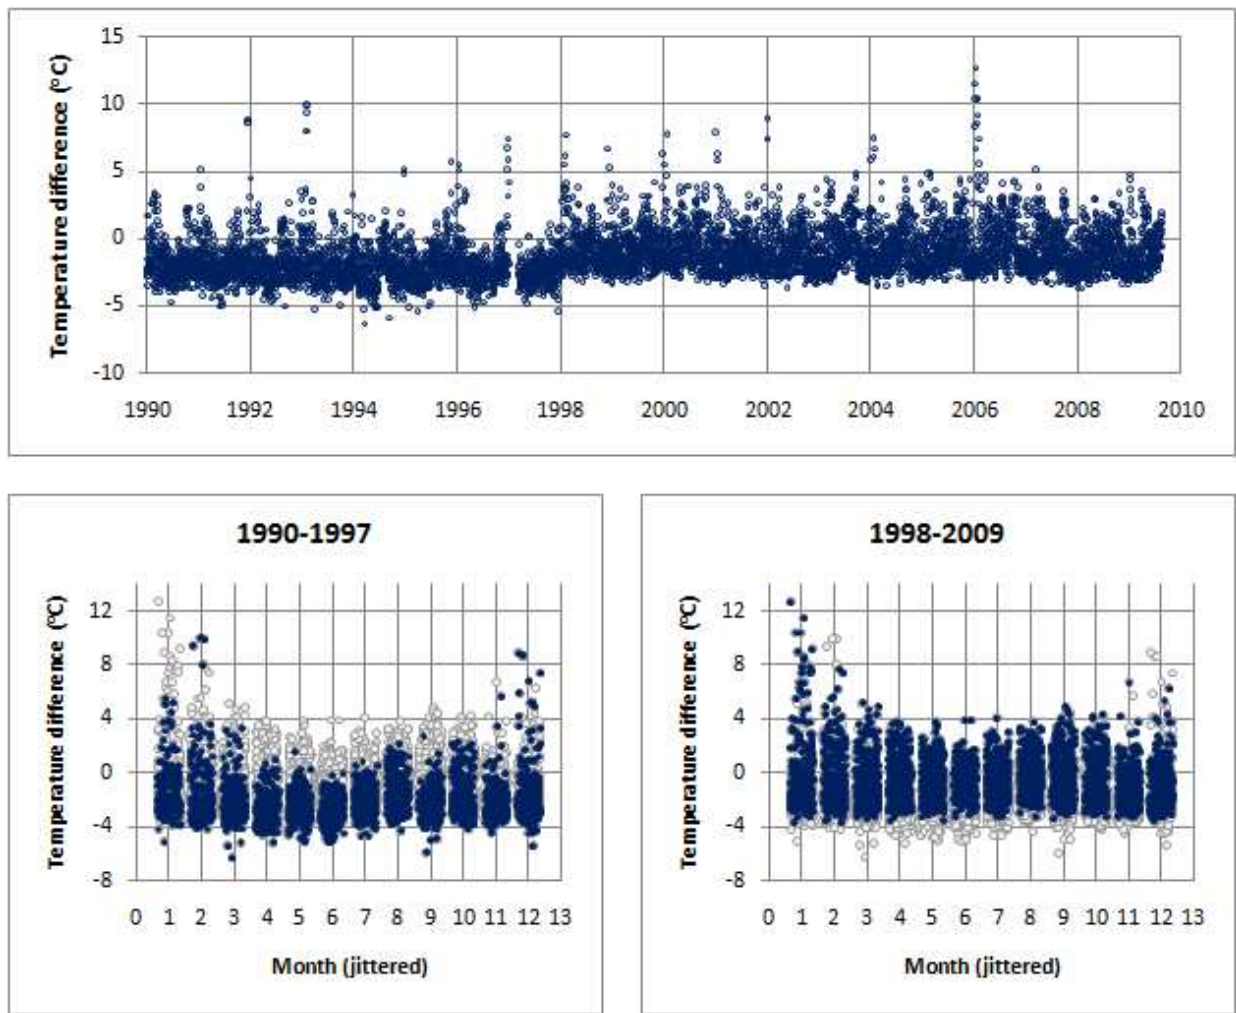 Temperature difference (°C)
15
10
5
0
-5
-10
1990 1992 1994 1996 1998 2000 2002 2004 2006 2008 2010
1990-1997
Temperature difference (°C)
12
8
4
0
-4
-8
0 1 2 3 4 5 6 7 8 9 10 11 12 13
Month (jittered)
1998-2009
Temperature difference (°C)
12
8
4
0
-4
-8
0 1 2 3 4 5 6 7 8 9 10 11 12 13
Month (jittered)